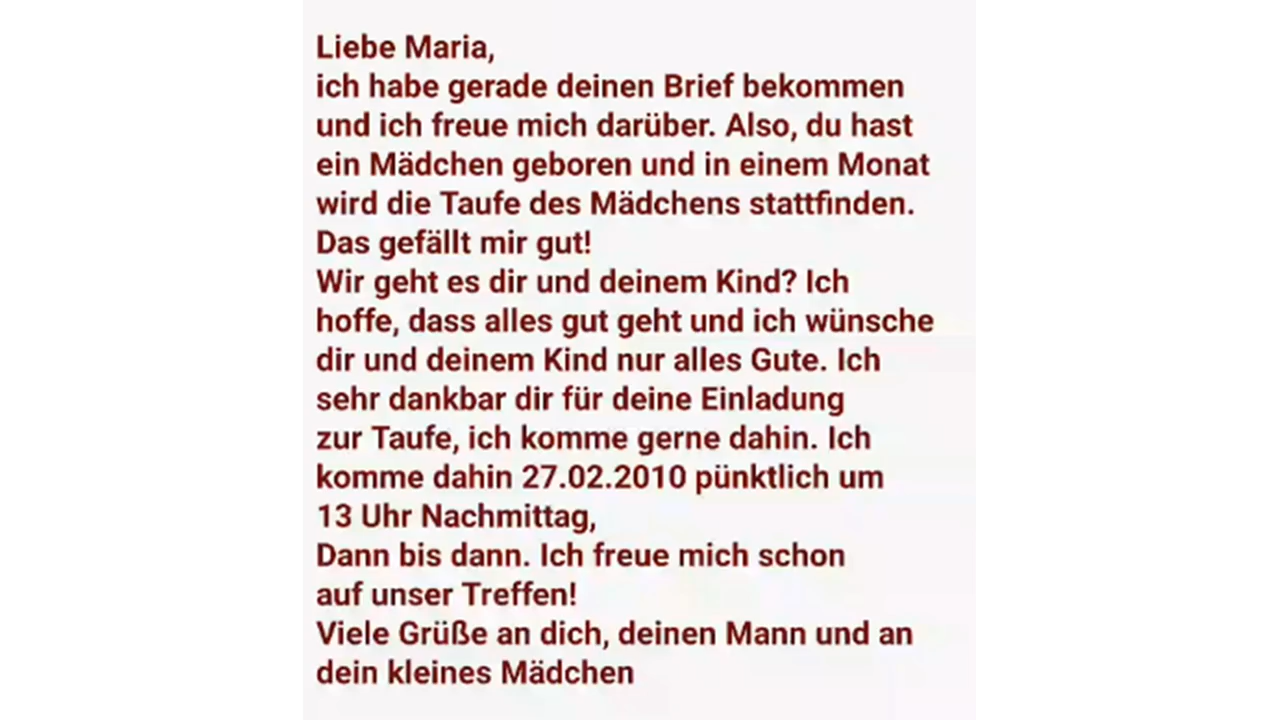 Liebe Maria,
ich habe gerade deinen Brief bekommen
und ich freue mich darüber. Also, du hast
ein Mädchen geboren und in einem Monat
wird die Taufe des Mädchens stattfinden.
Das gefällt mir gut!
Wir geht es dir und deinem Kind? Ich
hoffe, dass alles gut geht und ich wünsche
dir und deinem Kind nur alles Gute. Ich
sehr dankbar dir für deine Einladung
zur Taufe, ich komme gerne dahin. Ich
komme dahin 27.02.2010 pünktlich um
13 Uhr Nachmittag,
Dann bis dann. Ich freue mich schon
auf unser Treffen!
Viele Grüße an dich, deinen Mann und an
dein kleines Mädchen